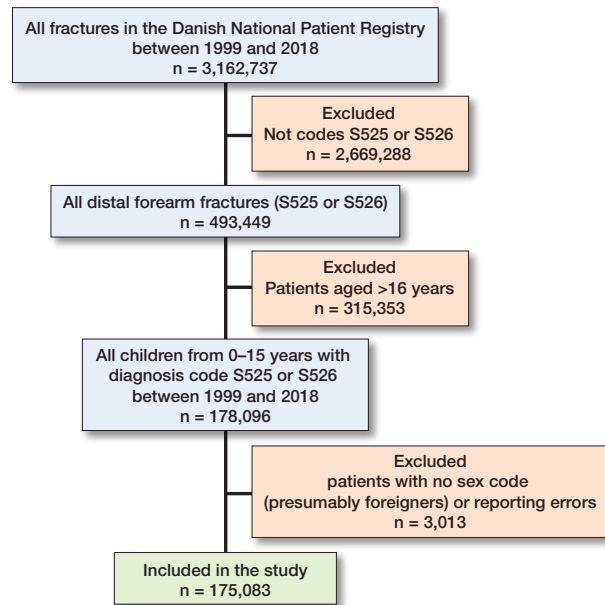 All fractures in the Danish National Patient Registry
between 1999 and 2018
n = 3,162,737
Excluded
Not codes S525 or S526
n = 2,669,288
All distal forearm fractures (S525 or S526)
n = 493,449
Excluded
Patients aged >16 years
n = 315,353
All children from 0–15 years with
diagnosis code S525 or S526
between 1999 and 2018
n = 178,096
Excluded
patients with no sex code
(presumably foreigners) or reporting errors
n = 3,013
Included in the study
n = 175,083